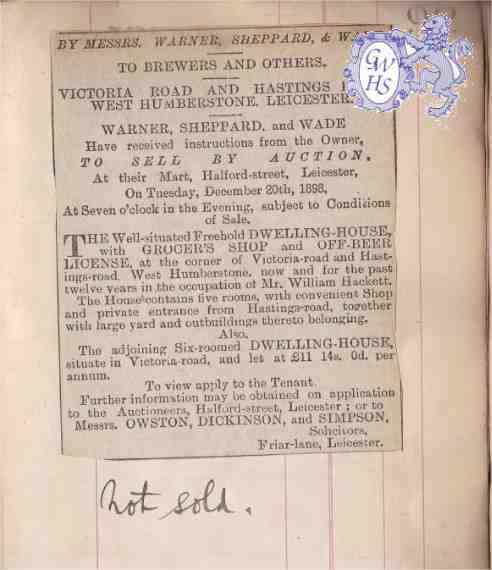 BY MESSRS. WARNER, SHEPPARD, & WA
TO BREWERS AND OTHERS.
VICTORIA ROAD AND HASTINGS
WEST HUMBERSTONE, LEICESTER.
WARNER, SHEPPARD, and WADE
Have received instructions from the Owner,
TO SELL BY AUCTION,
At their Mart, Halford-street, Leicester,
On Tuesday, December 20th, 1898,
At Seven o'clock in the Evening, subject to Conditions
of Sale.
THE Well-situated Freehold DWELLING-HOUSE,
with GROCER'S SHOP and OFF-BEER
LICENSE, at the corner of Victoria-road and Hast-
ings-road, West Humberstone, now and for the past
twelve years in the occupation of Mr. William Hackett.
The House contains five rooms, with convenient Shop
and private entrance from Hastings-road, together
with large yard and outbuildings thereto belonging.
Also,
The adjoining Six-roomed DWELLING-HOUSE,
situate in Victoria-road, and let at £11 14s. 0d. per
annum.
To view apply to the Tenant.
Further information may be obtained on application
to the Auctioneers, Halford-street, Leicester; or to
Messrs. OWSTON, DICKINSON, and SIMPSON,
Solicitors,
Friar-lane, Leicester.
Not sold.
GW
HS